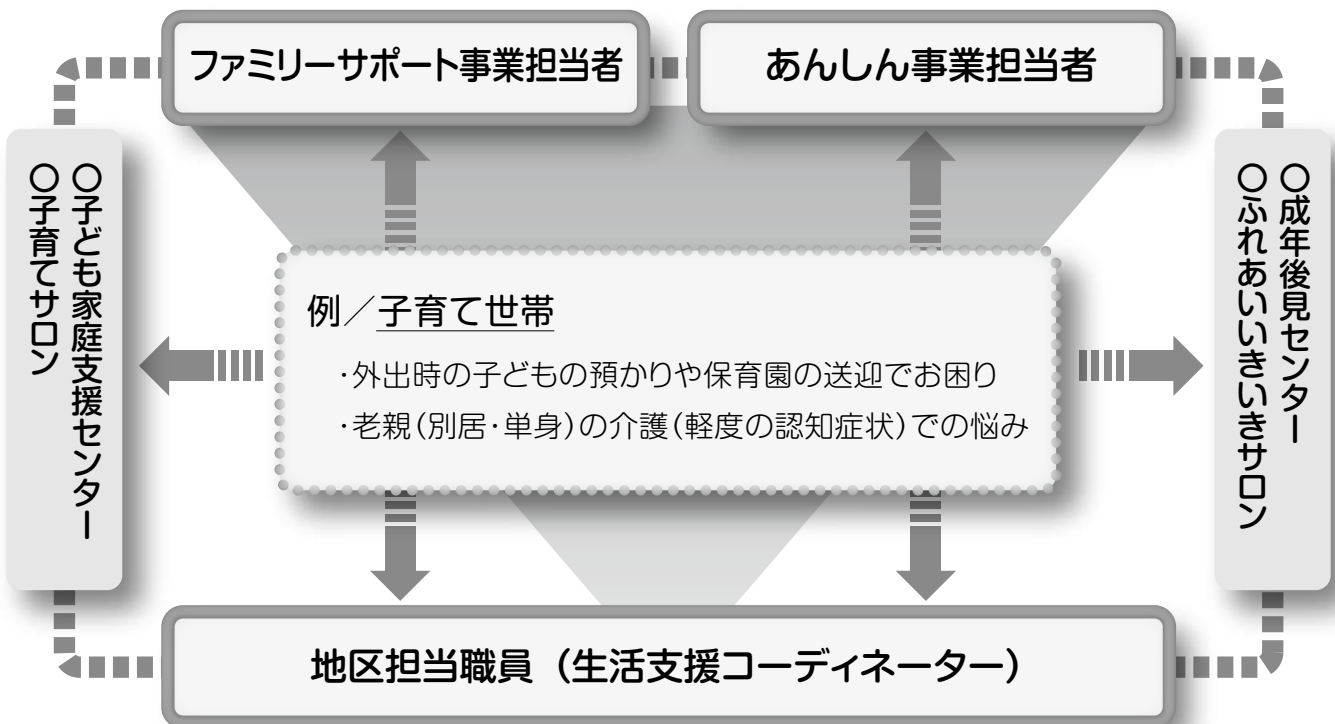 ファミリーサポート事業担当者
あんしん事業担当者
○子ども家庭支援センター
○子育てサロン
例／子育て世帯
・外出時の子どもの預かりや保育園の送迎でお困り
・老親(別居・単身)の介護(軽度の認知症状)での悩み
○成年後見センター
○ふれあいいきいきサロン
地区担当職員（生活支援コーディネーター）